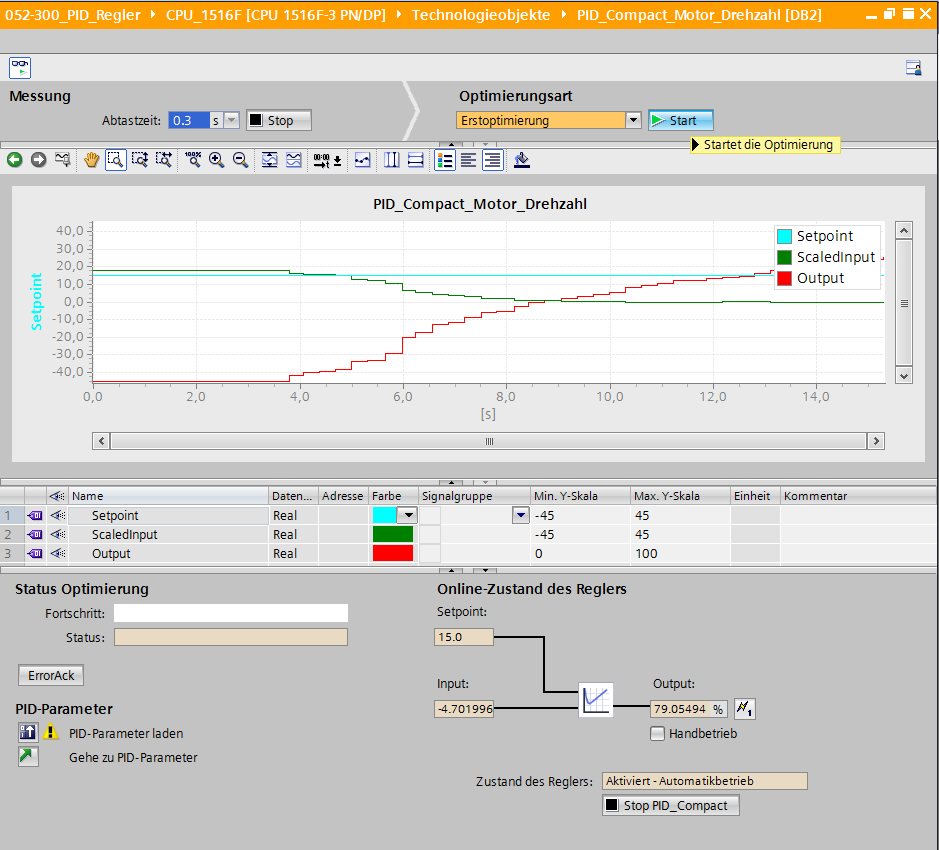 052-300_PID_Regler ▸ CPU_1516F [CPU 1516F-3 PN/DP] ▸ Technologieobjekte ▸ PID_Compact_Motor_Drehzahl [DB2]
Messung
Optimierungsart
Abtastzeit: 0.3 s Stop
Erstoptimierung Start
Startet die Optimierung
PID_Compact_Motor_Drehzahl
Setpoint
40,0
30,0
20,0
10,0
0,0
-10,0
-20,0
-30,0
-40,0
Setpoint
ScaledInput
Output
0,0 2,0 4,0 6,0 8,0 10,0 12,0 14,0
[s]
Name Daten... Adresse Farbe Signalgruppe Min. Y-Skala Max. Y-Skala Einheit Kommentar
1 Setpoint Real -45 45
2 ScaledInput Real -45 45
3 Output Real 0 100
Status Optimierung
Fortschritt:
Status:
ErrorAck
PID-Parameter
PID-Parameter laden
Gehe zu PID-Parameter
Online-Zustand des Reglers
Setpoint:
15.0
Input:
-4.701996
Output:
79.05494 %
Handbetrieb
Zustand des Reglers: Aktiviert - Automatikbetrieb
Stop PID_Compact